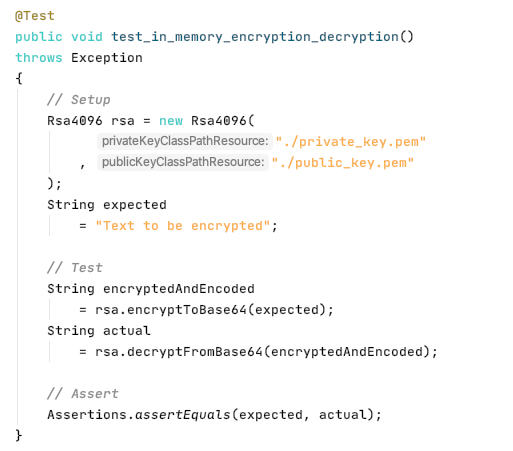 @Test
public void test_in_memory_encryption_decryption()
throws Exception
{
    // Setup
    Rsa4096 rsa = new Rsa4096(
          privateKeyClassPathResource: "./private_key.pem"
        , publicKeyClassPathResource: "./public_key.pem"
    );
    String expected
        = "Text to be encrypted";

    // Test
    String encryptedAndEncoded
        = rsa.encryptToBase64(expected);
    String actual
        = rsa.decryptFromBase64(encryptedAndEncoded);

    // Assert
    Assertions.assertEquals(expected, actual);
}